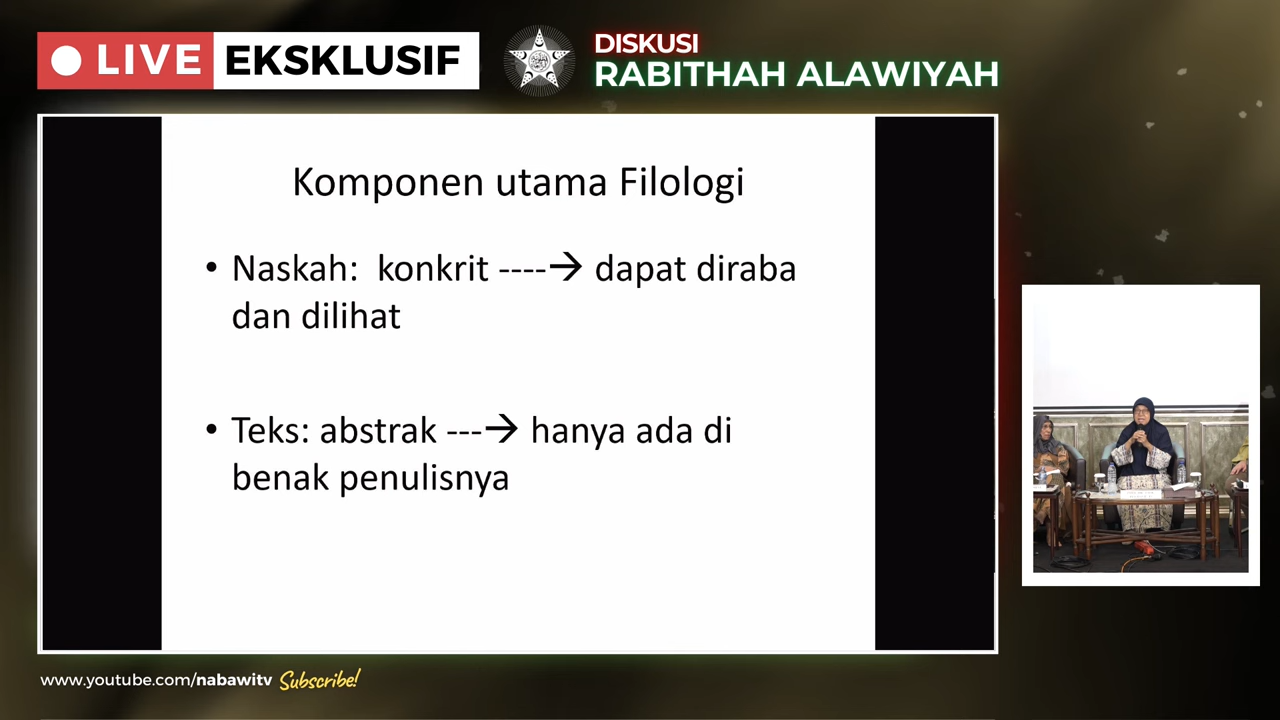 LIVE EKSKLUSIF
DISKUSI
RABITHAH ALAWIYAH
Komponen utama Filologi
• Naskah: konkrit ----→ dapat diraba
dan dilihat
• Teks: abstrak ---→ hanya ada di
benak penulisnya
www.youtube.com/nabawitv Subscribe!